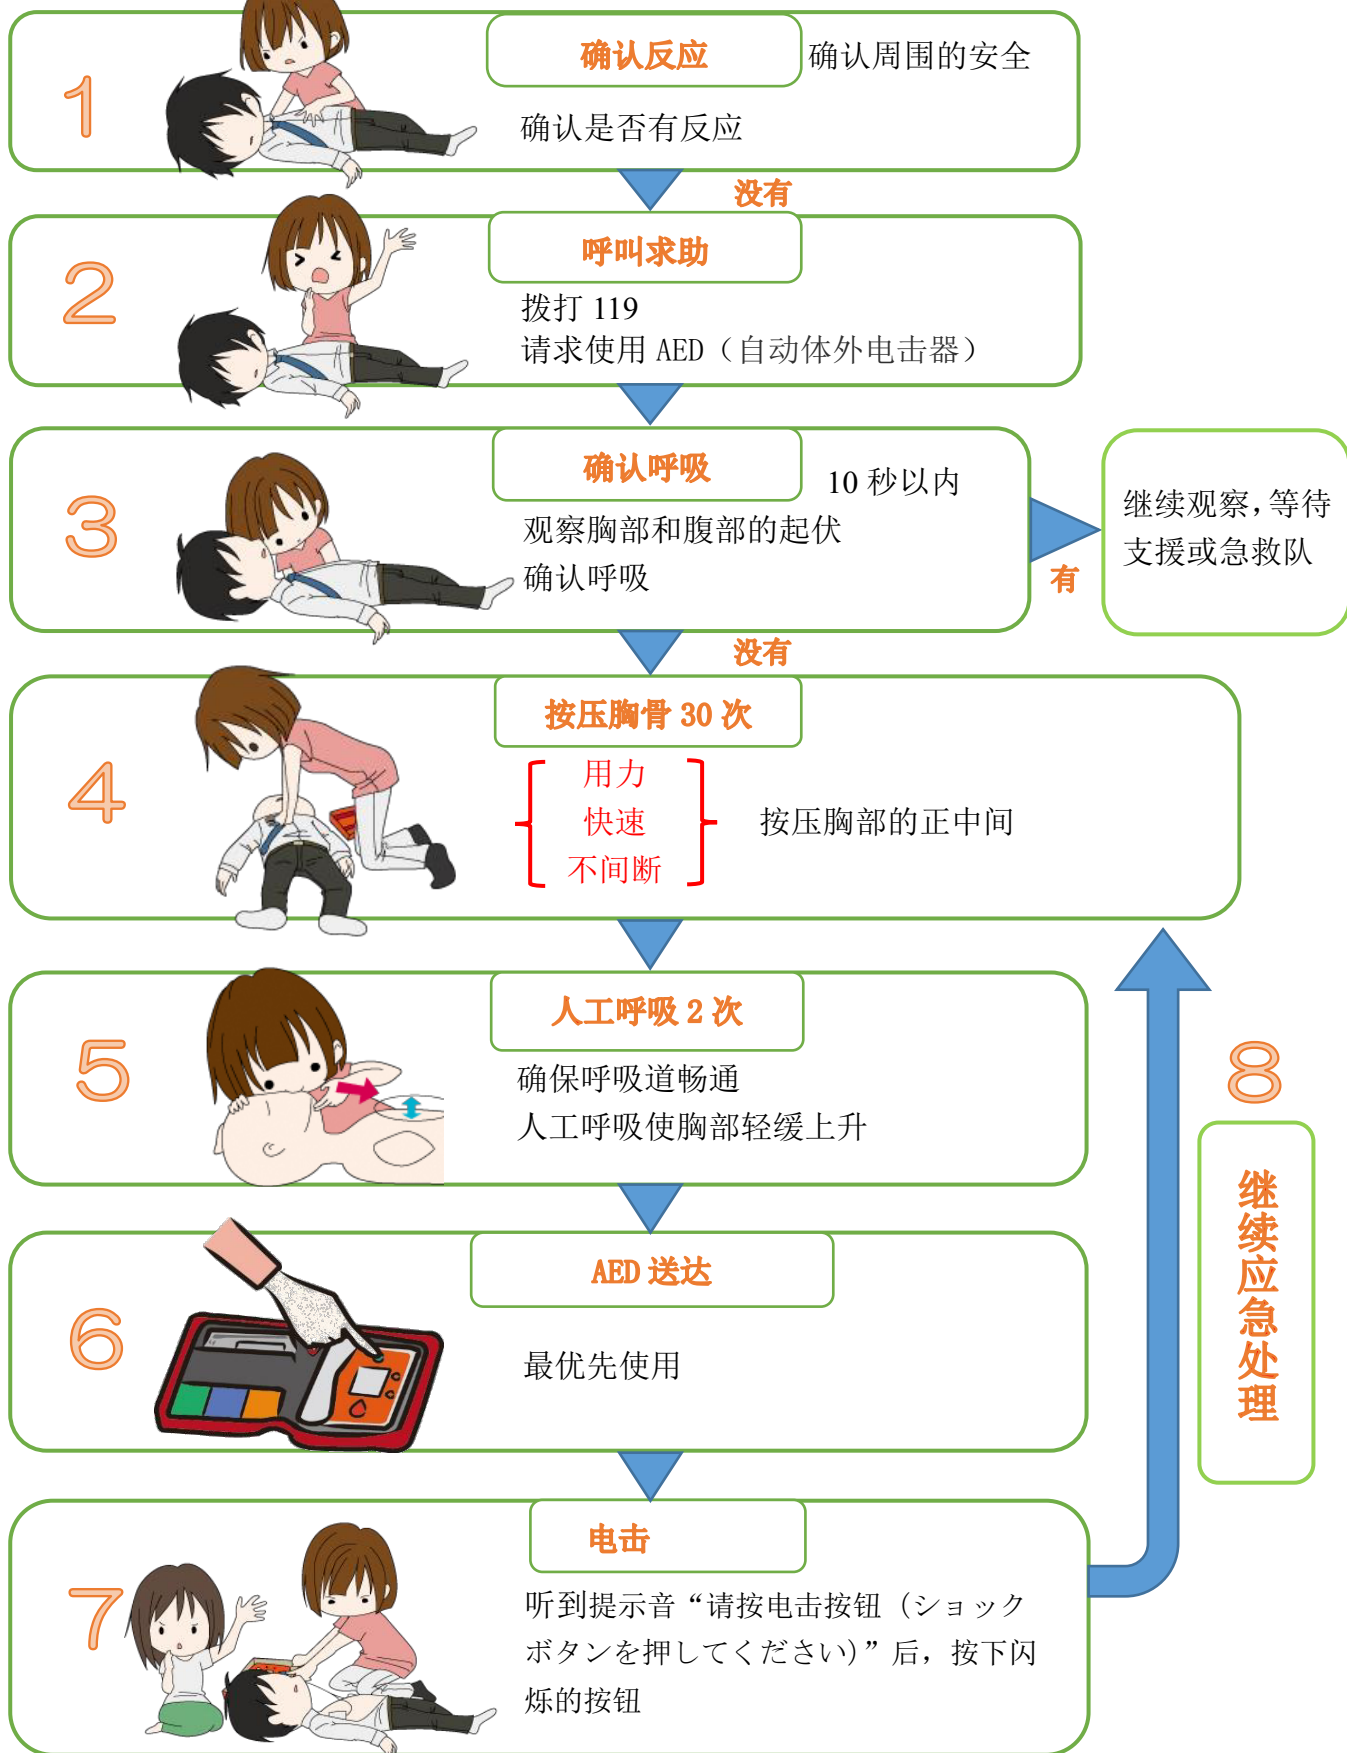 1
确认反应
确认周围的安全
确认是否有反应
没有
2
呼叫求助
拨打 119
请求使用 AED（自动体外电击器）
3
确认呼吸
10 秒以内
观察胸部和腹部的起伏
确认呼吸
有
继续观察，等待
支援或急救队
没有
4
按压胸骨 30 次
用力
快速
不间断
按压胸部的正中间
5
人工呼吸 2 次
确保呼吸道畅通
人工呼吸使胸部轻缓上升
6
AED 送达
最优先使用
7
电击
听到提示音“请按电击按钮（ショック
ボタンを押してください）”后，按下闪
烁的按钮
8
继续应急处理